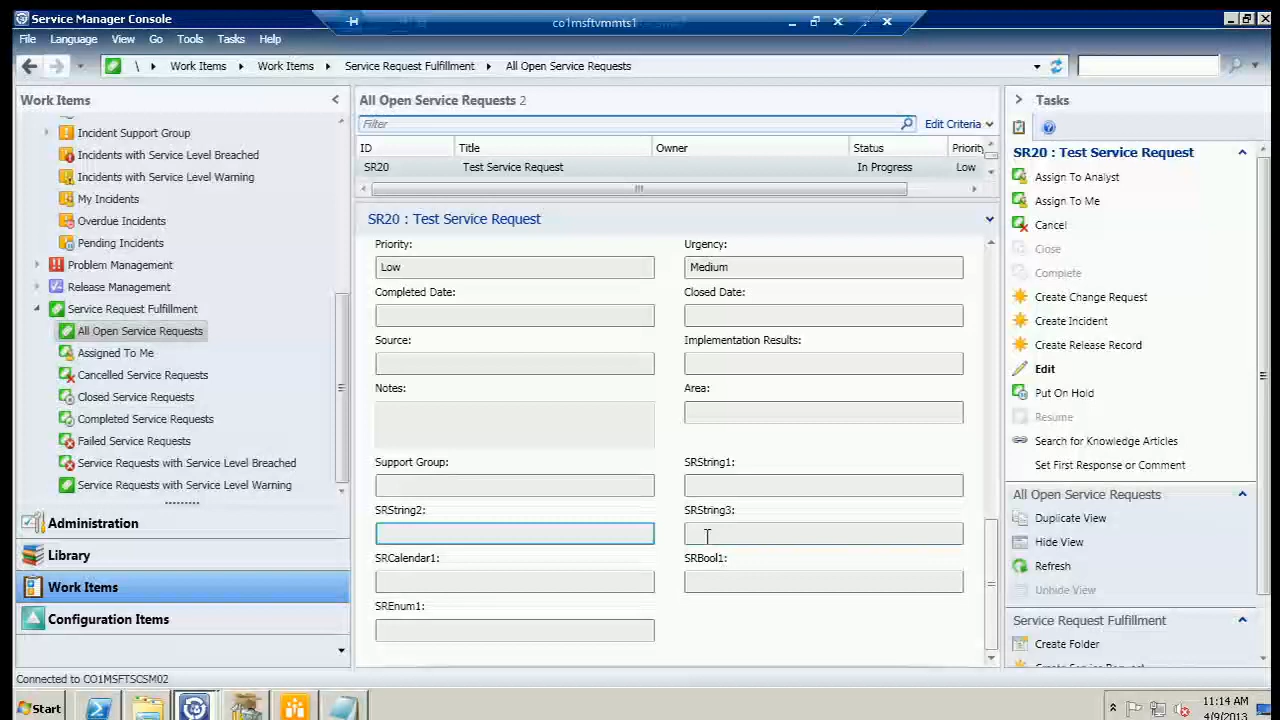 Service Manager Console
co1msftvmmts1
File Language View Go Tools Tasks Help
\ Work Items Work Items Service Request Fulfillment All Open Service Requests
Work Items
Incident Support Group
Incidents with Service Level Breached
Incidents with Service Level Warning
My Incidents
Overdue Incidents
Pending Incidents
Problem Management
Release Management
Service Request Fulfillment
All Open Service Requests
Assigned To Me
Cancelled Service Requests
Closed Service Requests
Completed Service Requests
Failed Service Requests
Service Requests with Service Level Breached
Service Requests with Service Level Warning
Administration
Library
Work Items
Configuration Items
All Open Service Requests 2
Filter Edit Criteria
ID Title Owner Status Priority
SR20 Test Service Request In Progress Low
SR20 : Test Service Request
Priority: Urgency:
Low Medium
Completed Date: Closed Date:
Source: Implementation Results:
Notes: Area:
Support Group: SRString1:
SRString2: SRString3:
SRCalendar1: SRBool1:
SREnum1:
Tasks
SR20 : Test Service Request
Assign To Analyst
Assign To Me
Cancel
Close
Complete
Create Change Request
Create Incident
Create Release Record
Edit
Put On Hold
Resume
Search for Knowledge Articles
Set First Response or Comment
All Open Service Requests
Duplicate View
Hide View
Refresh
Unhide View
Service Request Fulfillment
Create Folder
Create Service Request
Connected to CO1MSFTSCSM02
Start
11:14 AM
4/9/2013